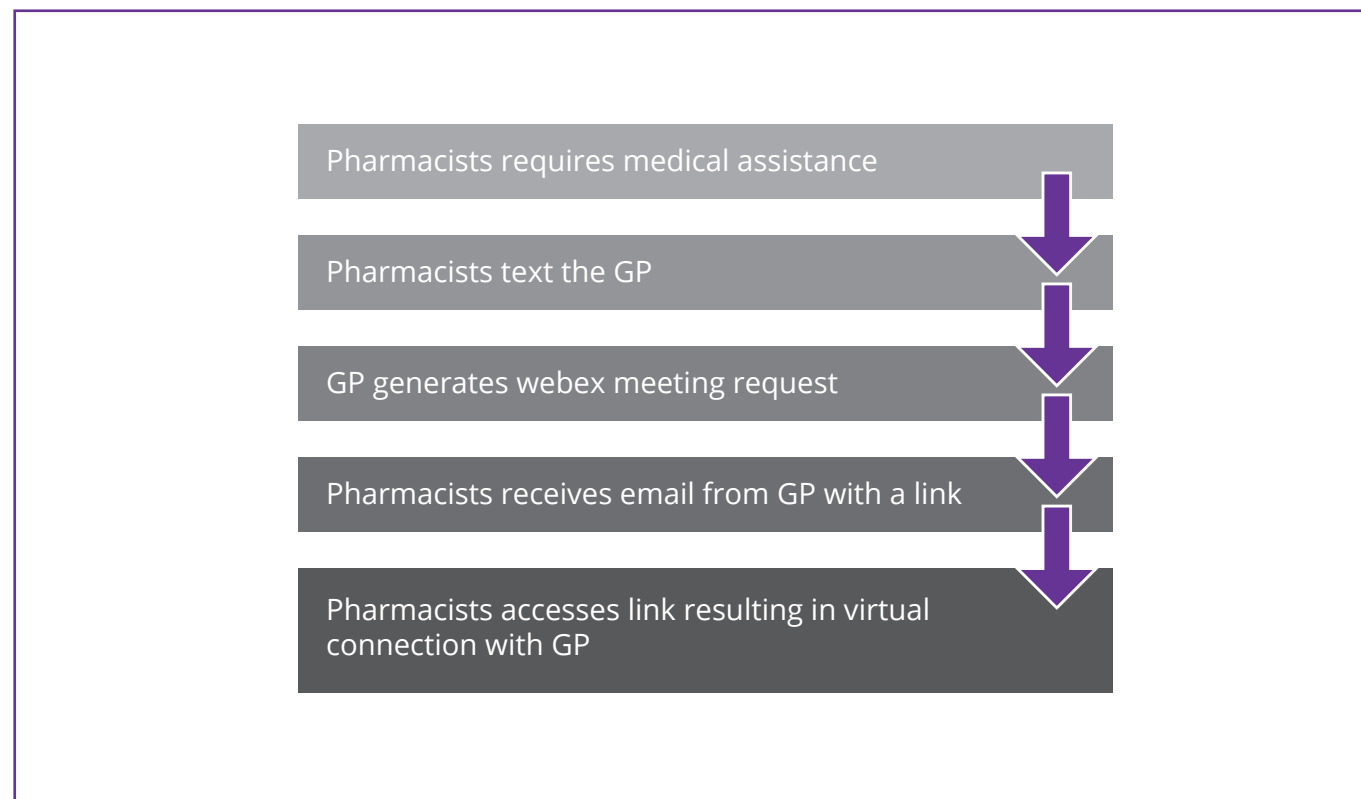 Pharmacists requires medical assistance
Pharmacists text the GP
GP generates webex meeting request
Pharmacists receives email from GP with a link
Pharmacists accesses link resulting in virtual
connection with GP